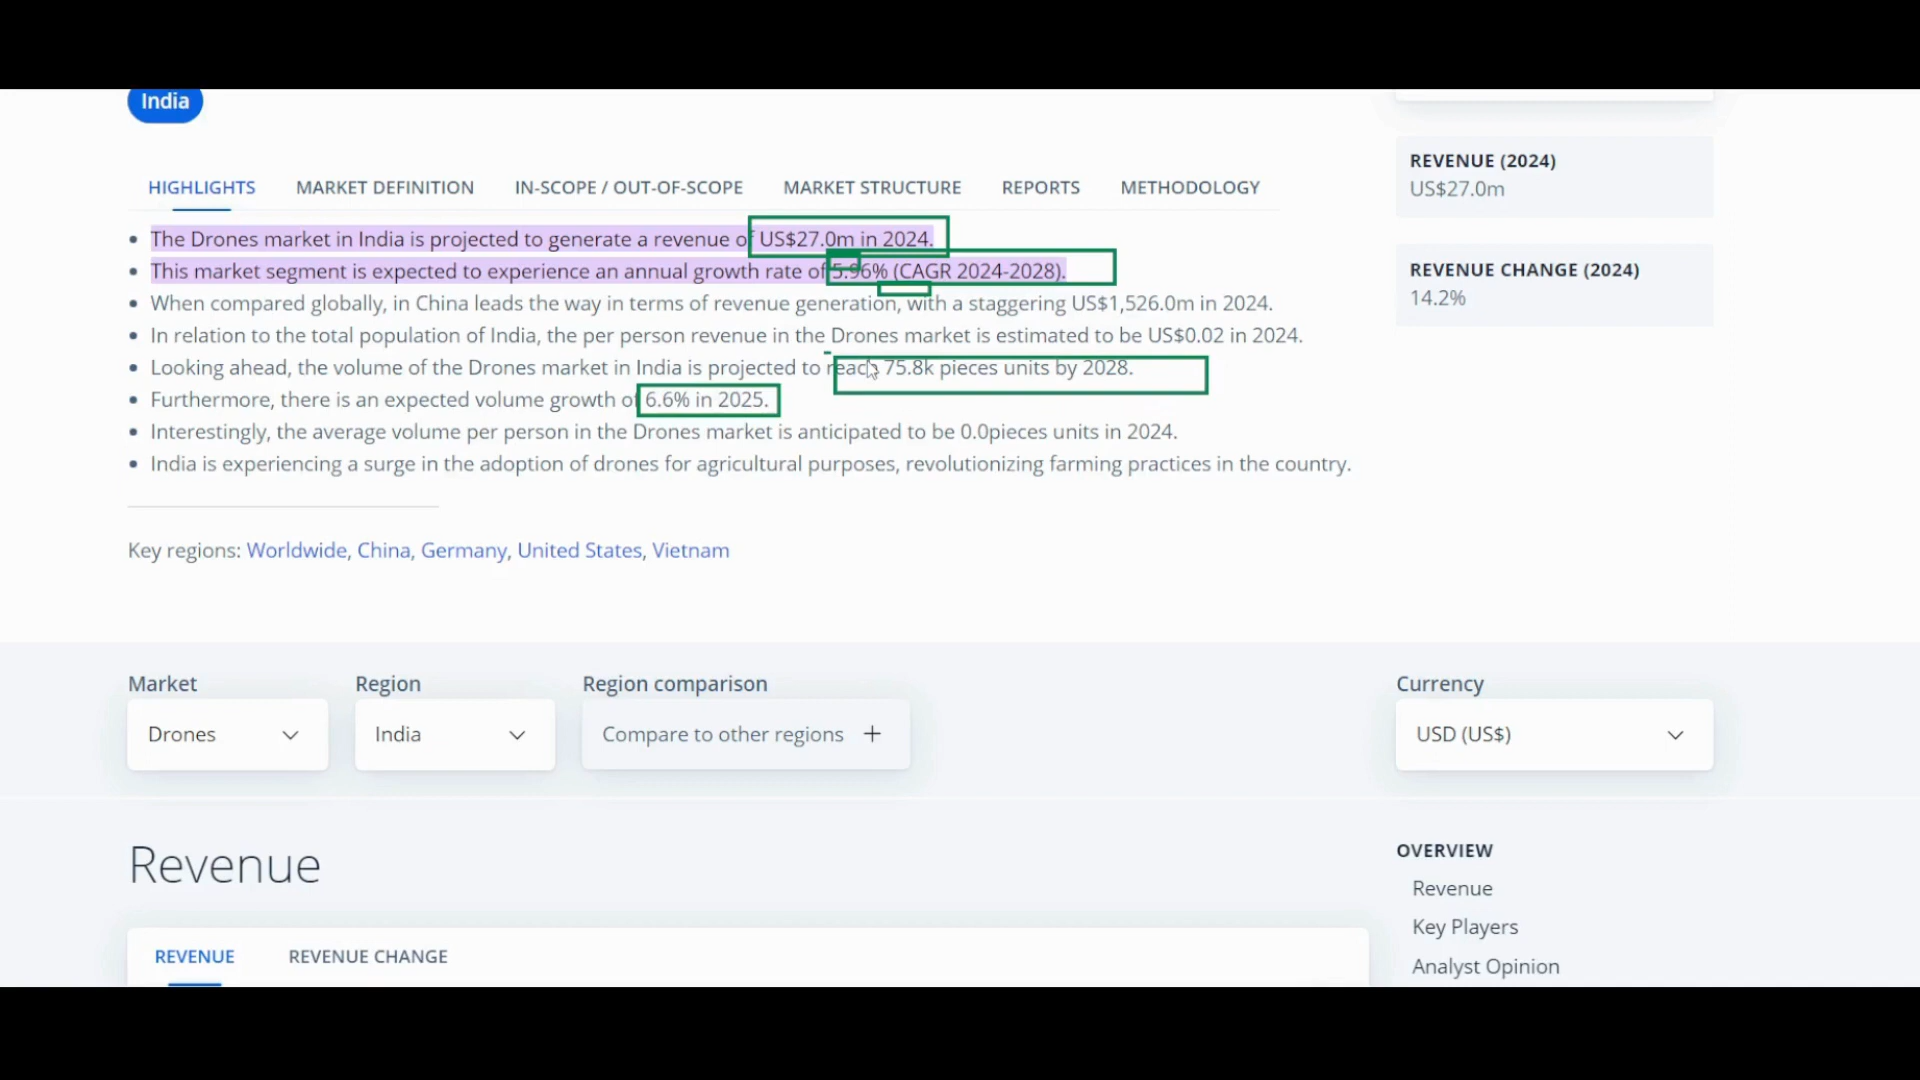 India
HIGHLIGHTS MARKET DEFINITION IN-SCOPE / OUT-OF-SCOPE MARKET STRUCTURE REPORTS METHODOLOGY
The Drones market in India is projected to generate a revenue of US$27.0m in 2024.
This market segment is expected to experience an annual growth rate of 5.96% (CAGR 2024-2028).
When compared globally, in China leads the way in terms of revenue generation, with a staggering US$1,526.0m in 2024.
In relation to the total population of India, the per person revenue in the Drones market is estimated to be US$0.02 in 2024.
Looking ahead, the volume of the Drones market in India is projected to reach 75.8k pieces units by 2028.
Furthermore, there is an expected volume growth of 6.6% in 2025.
Interestingly, the average volume per person in the Drones market is anticipated to be 0.0pieces units in 2024.
India is experiencing a surge in the adoption of drones for agricultural purposes, revolutionizing farming practices in the country.
Key regions: Worldwide, China, Germany, United States, Vietnam
REVENUE (2024)
US$27.0m
REVENUE CHANGE (2024)
14.2%
Market Region Region comparison Currency
Drones India Compare to other regions + USD (US$)
Revenue
REVENUE REVENUE CHANGE
OVERVIEW
Revenue
Key Players
Analyst Opinion